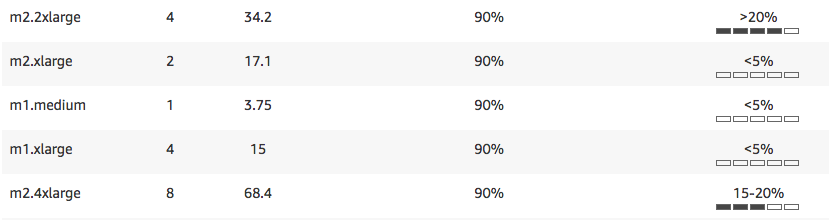 m2.2xlarge 4 34.2 90% >20%
m2.xlarge 2 17.1 90% <5%
m1.medium 1 3.75 90% <5%
m1.xlarge 4 15 90% <5%
m2.4xlarge 8 68.4 90% 15-20%